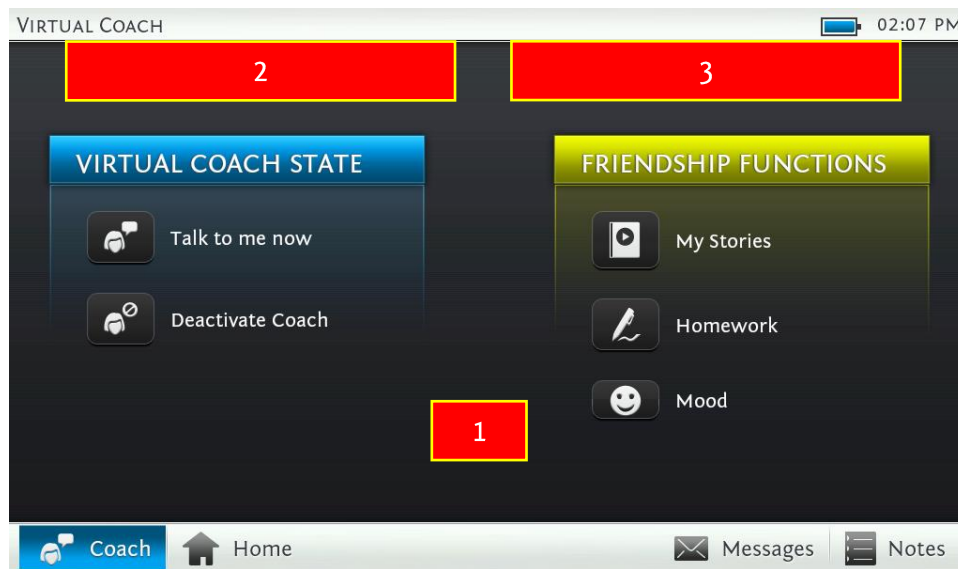 VIRTUAL COACH
02:07 PM
2
3
VIRTUAL COACH STATE
FRIENDSHIP FUNCTIONS
Talk to me now
My Stories
Deactivate Coach
Homework
Mood
1
Coach
Home
Messages
Notes